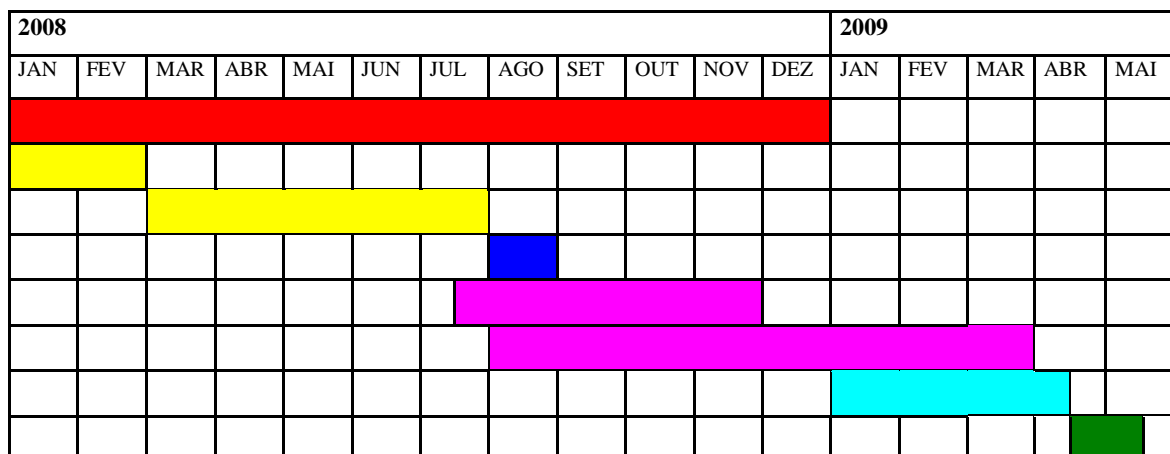 2008 2009
JAN FEV MAR ABR MAI JUN JUL AGO SET OUT NOV DEZ JAN FEV MAR ABR MAI